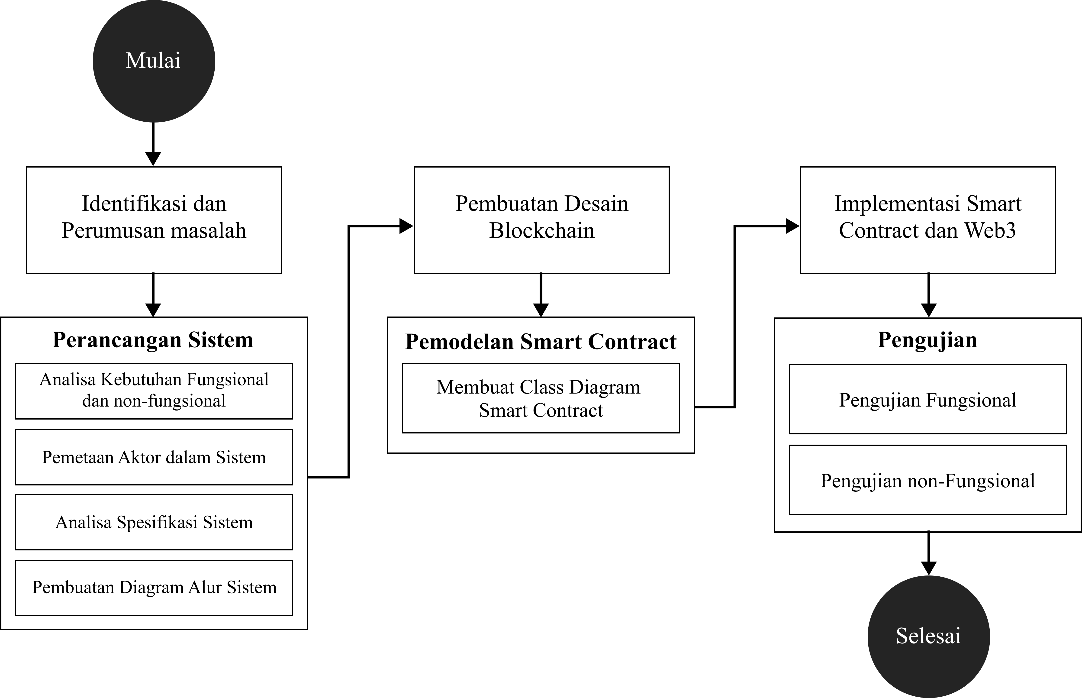 Mulai
Identifikasi dan
Perumusan masalah
Perancangan Sistem
Analisa Kebutuhan Fungsional
dan non-fungsional
Pemetaan Aktor dalam Sistem
Analisa Spesifikasi Sistem
Pembuatan Diagram Alur Sistem
Pembuatan Desain
Blockchain
Pemodelan Smart Contract
Membuat Class Diagram
Smart Contract
Implementasi Smart
Contract dan Web3
Pengujian
Pengujian Fungsional
Pengujian non-Fungsional
Selesai